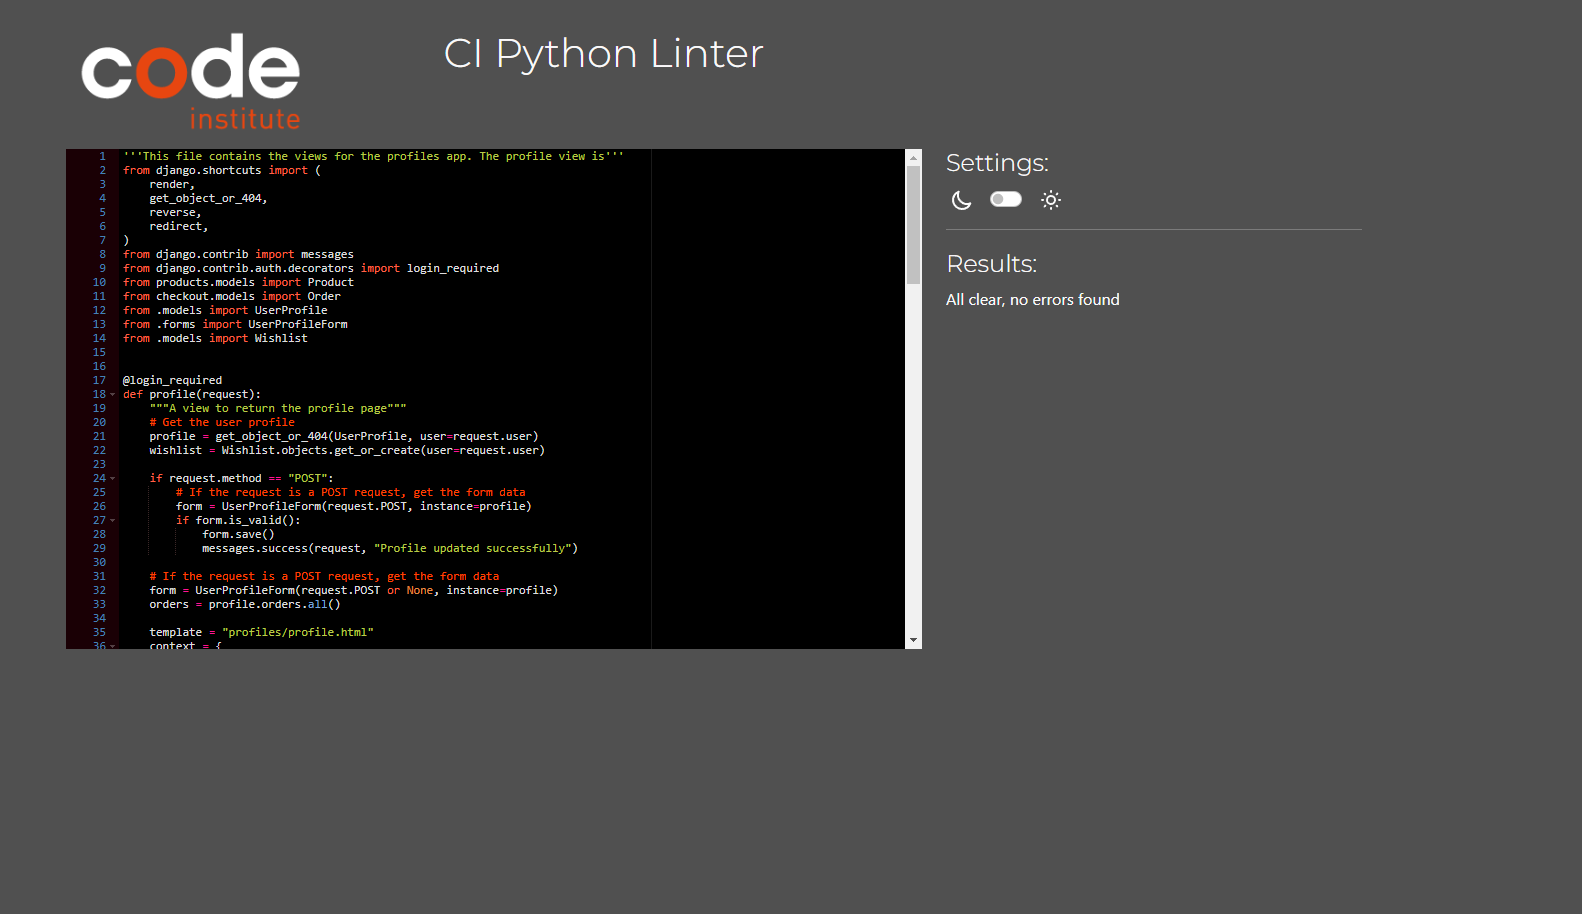 code
institute
CI Python Linter
1 '''This file contains the views for the profiles app. The profile view is'''
2 from django.shortcuts import (
3     render,
4     get_object_or_404,
5     reverse,
6     redirect,
7 )
8 from django.contrib import messages
9 from django.contrib.auth.decorators import login_required
10 from products.models import Product
11 from checkout.models import Order
12 from .models import UserProfile
13 from .forms import UserProfileForm
14 from .models import Wishlist
15
16
17 @login_required
18 def profile(request):
19     """A view to return the profile page"""
20     # Get the user profile
21     profile = get_object_or_404(UserProfile, user=request.user)
22     wishlist = Wishlist.objects.get_or_create(user=request.user)
23
24     if request.method == "POST":
25         # If the request is a POST request, get the form data
26         form = UserProfileForm(request.POST, instance=profile)
27         if form.is_valid():
28             form.save()
29             messages.success(request, "Profile updated successfully")
30
31     # If the request is a POST request, get the form data
32     form = UserProfileForm(request.POST or None, instance=profile)
33     orders = profile.orders.all()
34
35     template = "profiles/profile.html"
36     context = {
Settings:
Results:
All clear, no errors found